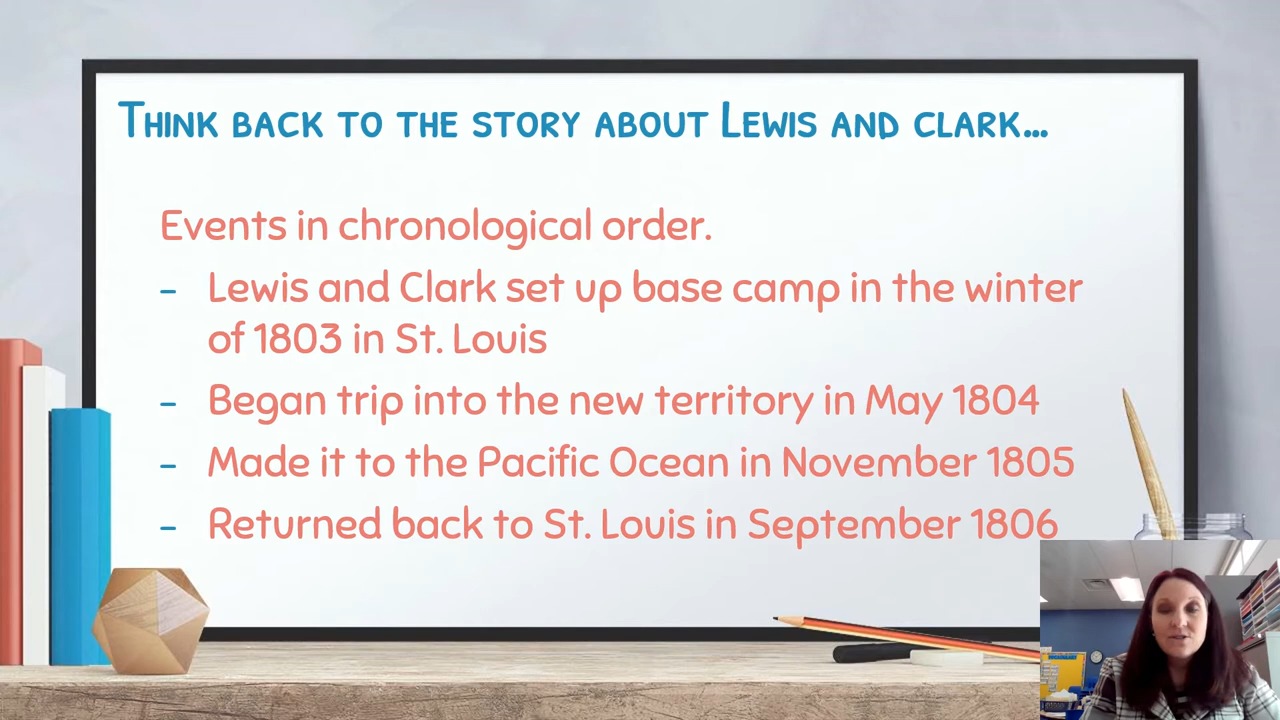 Think back to the story about Lewis and clark...
Events in chronological order.
- Lewis and Clark set up base camp in the winter
of 1803 in St. Louis
- Began trip into the new territory in May 1804
- Made it to the Pacific Ocean in November 1805
- Returned back to St. Louis in September 1806